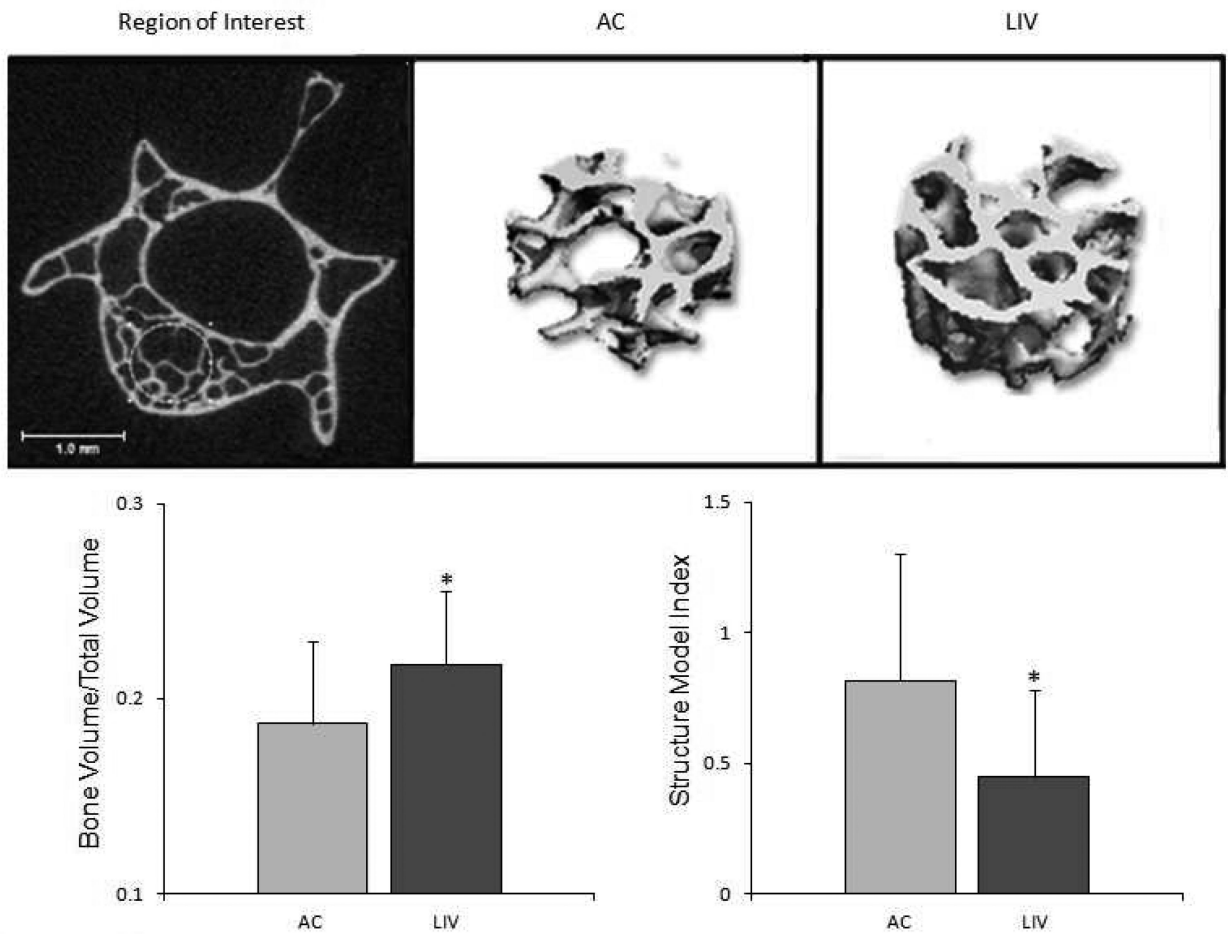 Region of Interest
AC
LIV
1.0 mm
Bone Volume/Total Volume
0.3
0.2
0.1
*
AC
LIV
Structure Model Index
1.5
1
0.5
0
*
AC
LIV